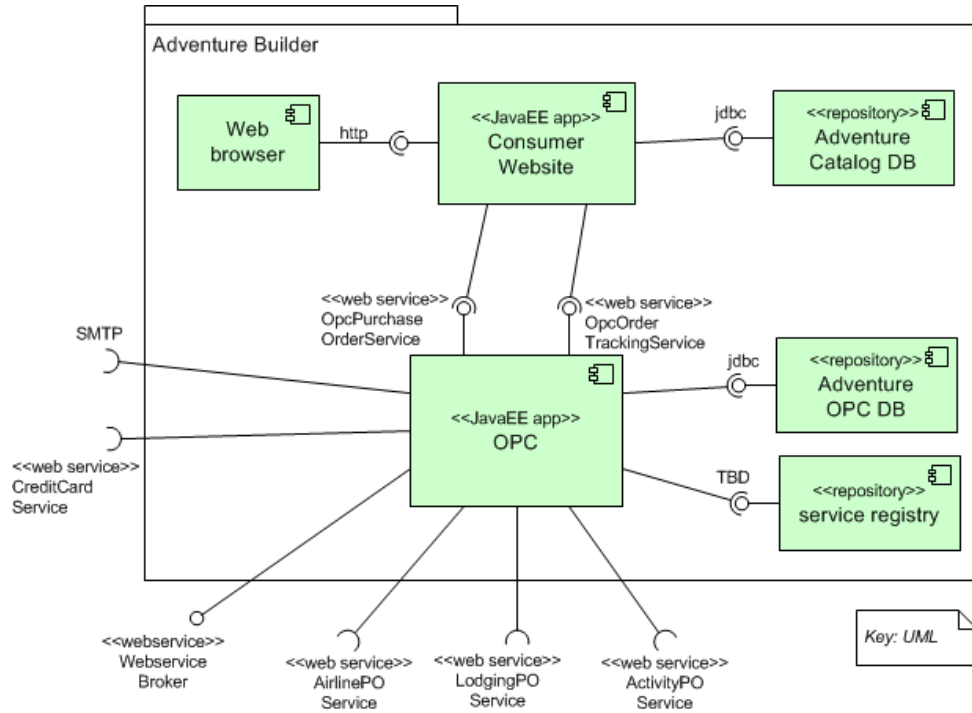 Adventure Builder
Web
browser
http
<<JavaEE app>>
Consumer
Website
jdbc
<<repository>>
Adventure
Catalog DB
<<web service>>
OpcPurchase
OrderService
<<web service>>
OpcOrder
TrackingService
SMTP
<<web service>>
CreditCard
Service
<<JavaEE app>>
OPC
jdbc
<<repository>>
Adventure
OPC DB
TBD
<<repository>>
service registry
<<webservice>>
Webservice
Broker
<<web service>>
AirlinePO
Service
<<web service>>
LodgingPO
Service
<<web service>>
ActivityPO
Service
Key: UML